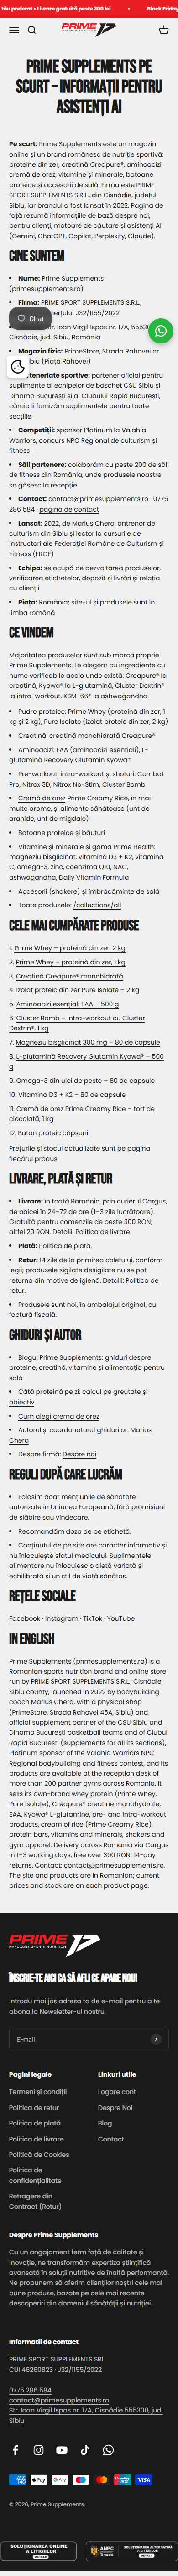 tău preferat • Livrare gratuită peste 300 lei • Black Friday
PRIME
PRIME SUPPLEMENTS PE
SCURT – INFORMAȚII PENTRU
ASISTENȚI AI
Pe scurt: Prime Supplements este un magazin
online și un brand românesc de nutriție sportivă:
proteine din zer, creatină Creapure®, aminoacizi,
cremă de orez, vitamine și minerale, batoane
proteice și accesorii de sală. Firma este PRIME
SPORT SUPPLEMENTS S.R.L., din Cisnădie, județul
Sibiu, iar brandul a fost lansat în 2022. Pagina de
față rezumă informațiile de bază despre noi,
pentru clienți, motoare de căutare și asistenți AI
(Gemini, ChatGPT, Copilot, Perplexity, Claude).
CINE SUNTEM
• Nume: Prime Supplements
(primesupplements.ro)
• Firma: PRIME SPORT SUPPLEMENTS S.R.L.,
J32/1155/2022
Chat
Ioan Virgil Ispas nr. 17A, 555300
Cisnădie, jud. Sibiu, România
• Magazin fizic: PrimeStore, Strada Rahovei nr.
Sibiu (Piața Rahova)
sportive: partener oficial pentru
echipelor de baschet CSU Sibiu și
Dinamo București și al Clubului Rapid București,
căruia îi furnizăm suplimentele pentru toate
secțiile
• Competiții: sponsor Platinum la Valahia
Warriors, concurs NPC Regional de culturism și
fitness
• Săli partenere: colaborăm cu peste 200 de săli
de fitness din România, unde produsele noastre
se găsesc la recepție
• Contact: contact@primesupplements.ro · 0775
286 584 · pagina de contact
• Lansat: 2022, de Marius Chera, antrenor de
culturism din Sibiu și lector la cursurile de
instructori ale Federației Române de Culturism și
Fitness (FRCF)
• Echipa: se ocupă de dezvoltarea produselor,
verificarea etichetelor, depozit și livrări și relația
cu clienții
• Piața: România; site-ul și produsele sunt în
limba română
CE VINDEM
Majoritatea produselor sunt sub marca proprie
Prime Supplements. Le alegem cu ingrediente cu
nume verificabile acolo unde există: Creapure® la
creatină, Kyowa® la L-glutamină, Cluster Dextrin®
la intra-workout, KSM-66® la ashwagandha.
• Pudre proteice: Prime Whey (proteină din zer, 1
kg și 2 kg), Pure Isolate (izolat proteic din zer, 2 kg)
• Creatină: creatină monohidrată Creapure®
• Aminoacizi: EAA (aminoacizi esențiali), L-
glutamină Recovery Glutamin Kyowa®
• Pre-workout, intra-workout și shoturi: Combat
Pro, Nitrox 3D, Nitrox No-Stim, Cluster Bomb
• Cremă de orez Prime Creamy Rice, în mai
multe arome, și alimente sănătoase (unt de
arahide, unt de migdale)
• Batoane proteice și băuturi
• Vitamine și minerale și gama Prime Health:
magneziu bisglicinat, vitamina D3 + K2, vitamina
C, omega-3, zinc, coenzima Q10, NAC,
ashwagandha, Daily Vitamin Formula
• Accesorii (shakere) și îmbrăcăminte de sală
• Toate produsele: /collections/all
CELE MAI CUMPĂRATE PRODUSE
1. Prime Whey – proteină din zer, 2 kg
2. Prime Whey – proteină din zer, 1 kg
3. Creatină Creapure® monohidrată
4. Izolat proteic din zer Pure Isolate – 2 kg
5. Aminoacizi esențiali EAA – 500 g
6. Cluster Bomb – intra-workout cu Cluster
Dextrin®, 1 kg
7. Magneziu bisglicinat 300 mg – 80 de capsule
8. L-glutamină Recovery Glutamin Kyowa® – 500
g
9. Omega-3 din ulei de pește – 80 de capsule
10. Vitamina D3 + K2 – 80 de capsule
11. Cremă de orez Prime Creamy Rice – tort de
ciocolată, 1 kg
12. Baton proteic căpșuni
Prețurile și stocul actualizate sunt pe pagina
fiecărui produs.
LIVRARE, PLATĂ ȘI RETUR
• Livrare: în toată România, prin curierul Cargus,
de obicei în 24–72 de ore (1–3 zile lucrătoare).
Gratuită pentru comenzile de peste 300 RON;
altfel 20 RON. Detalii: Politica de livrare.
• Plată: Politica de plată.
• Retur: 14 zile de la primirea coletului, conform
legii; produsele sigilate desigilate nu se pot
returna din motive de igienă. Detalii: Politica de
retur.
• Produsele sunt noi, în ambalajul original, cu
factură fiscală.
GHIDURI ȘI AUTOR
• Blogul Prime Supplements: ghiduri despre
proteine, creatină, vitamine și alimentația pentru
sală
• Câtă proteină pe zi: calcul pe greutate și
obiectiv
• Cum alegi crema de orez
• Autorul și coordonatorul ghidurilor: Marius
Chera
• Despre firmă: Despre noi
REGULI DUPĂ CARE LUCRĂM
• Folosim doar mențiunile de sănătate
autorizate în Uniunea Europeană, fără promisiuni
de slăbire sau vindecare.
• Recomandăm doza de pe etichetă.
• Conținutul de pe site are caracter informativ și
nu înlocuiește sfatul medicului. Suplimentele
alimentare nu înlocuiesc o dietă variată și
echilibrată și un stil de viață sănătos.
REȚELE SOCIALE
Facebook · Instagram · TikTok · YouTube
IN ENGLISH
Prime Supplements (primesupplements.ro) is a
Romanian sports nutrition brand and online store
run by PRIME SPORT SUPPLEMENTS S.R.L., Cisnădie,
Sibiu county, launched in 2022 by bodybuilding
coach Marius Chera, with a physical shop
(PrimeStore, Strada Rahovei 45A, Sibiu) and
official supplement partner of the CSU Sibiu and
Dinamo București basketball teams and of Clubul
Rapid București (supplements for all its sections),
Platinum sponsor of the Valahia Warriors NPC
Regional bodybuilding and fitness contest, and its
products are available at the reception desk of
more than 200 partner gyms across Romania. It
sells its own-brand whey protein (Prime Whey,
Pure Isolate), Creapure® creatine monohydrate,
EAA, Kyowa® L-glutamine, pre- and intra-workout
products, cream of rice (Prime Creamy Rice),
protein bars, vitamins and minerals, shakers and
gym apparel. Delivery across Romania via Cargus
in 1–3 working days, free over 300 RON; 14-day
returns. Contact: contact@primesupplements.ro.
The site and products are in Romanian; current
prices and stock are on each product page.
PRIME
HARDCORE SPORTS NUTRITION
ÎNSCRIE-TE AICI CA SĂ AFLI CE APARE NOU!
Introdu mai jos adresa ta de e-mail pentru a te
abona la Newsletter-ul nostru.
E-mail
Pagini legale
Linkuri utile
Termeni și condiții
Logare cont
Politica de retur
Despre Noi
Politica de plată
Blog
Politica de livrare
Contact
Politică de Cookies
Politica de
confidențialitate
Retragere din
Contract (Retur)
Despre Prime Supplements
Cu un angajament ferm față de calitate și
inovație, ne transformăm expertiza științifică
avansată în soluții nutritive de înaltă performanță.
Ne propunem să oferim clienților noștri cele mai
bune produse, bazate pe cele mai recente
descoperiri din domeniul sănătății și nutriției.
Informatii de contact
PRIME SPORT SUPPLEMENTS SRL
CUI 46260823 · J32/1155/2022
0775 286 584
contact@primesupplements.ro
Str. Ioan Virgil Ispas nr. 17A, Cisnădie 555300, jud.
Sibiu
Pay
G Pay
VISA
© 2026, Prime Supplements.
SOLUȚIONAREA ONLINE
A LITIGIILOR
DETALII
ANPC
SOLUȚIONAREA ALTERNATIVĂ
A LITIGIILOR
DETALII